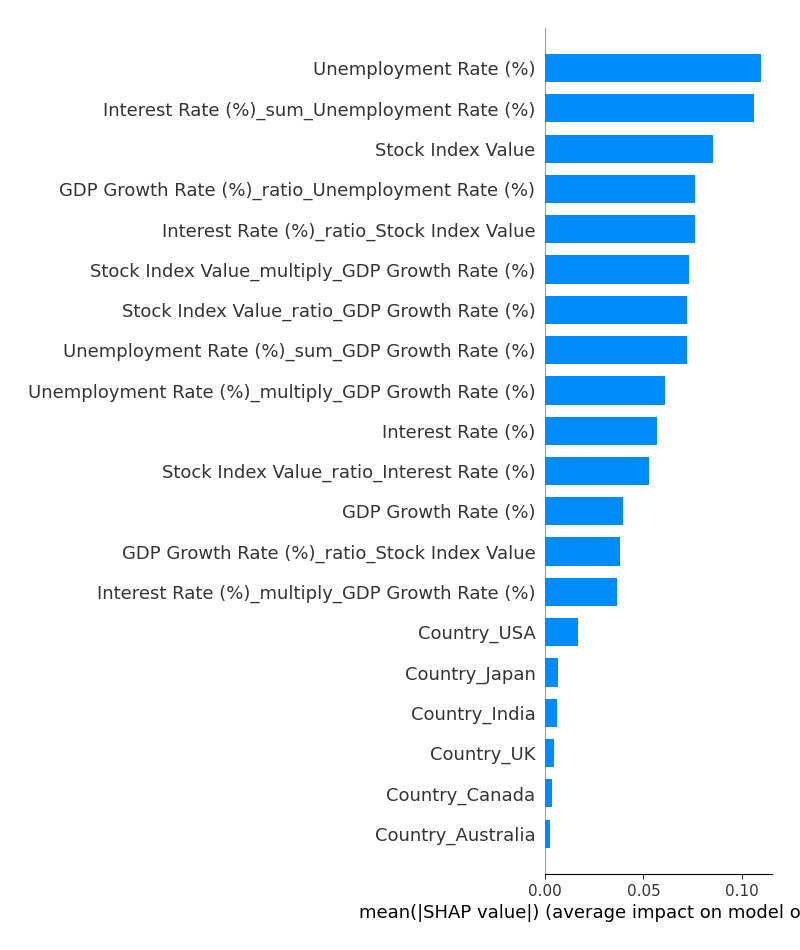 Unemployment Rate (%)
Interest Rate (%)_sum_Unemployment Rate (%)
Stock Index Value
GDP Growth Rate (%)_ratio_Unemployment Rate (%)
Interest Rate (%)_ratio_Stock Index Value
Stock Index Value_multiply_GDP Growth Rate (%)
Stock Index Value_ratio_GDP Growth Rate (%)
Unemployment Rate (%)_sum_GDP Growth Rate (%)
Unemployment Rate (%)_multiply_GDP Growth Rate (%)
Interest Rate (%)
Stock Index Value_ratio_Interest Rate (%)
GDP Growth Rate (%)
GDP Growth Rate (%)_ratio_Stock Index Value
Interest Rate (%)_multiply_GDP Growth Rate (%)
Country_USA
Country_Japan
Country_India
Country_UK
Country_Canada
Country_Australia
0.00 0.05 0.10
mean(|SHAP value|) (average impact on model o